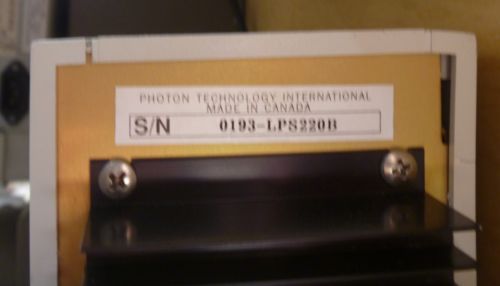 PHOTON TECHNOLOGY INTERNATIONAL
MADE IN CANADA
S/N 0193-LPS220B